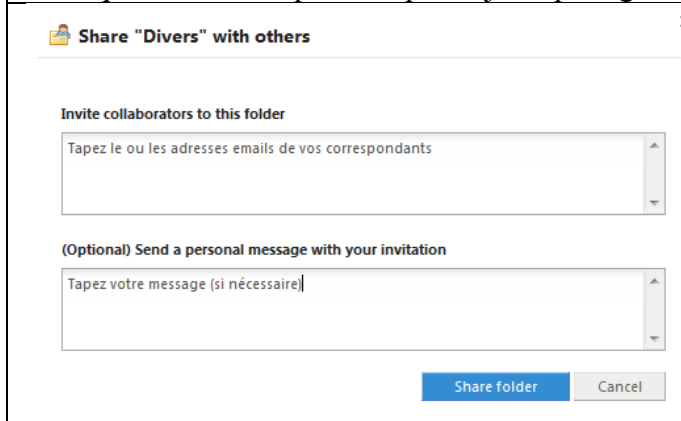 Share "Divers" with others
Invite collaborators to this folder
Tapez le ou les adresses emails de vos correspondants
(Optional) Send a personal message with your invitation
Tapez votre message (si nécessaire)
Share folder
Cancel